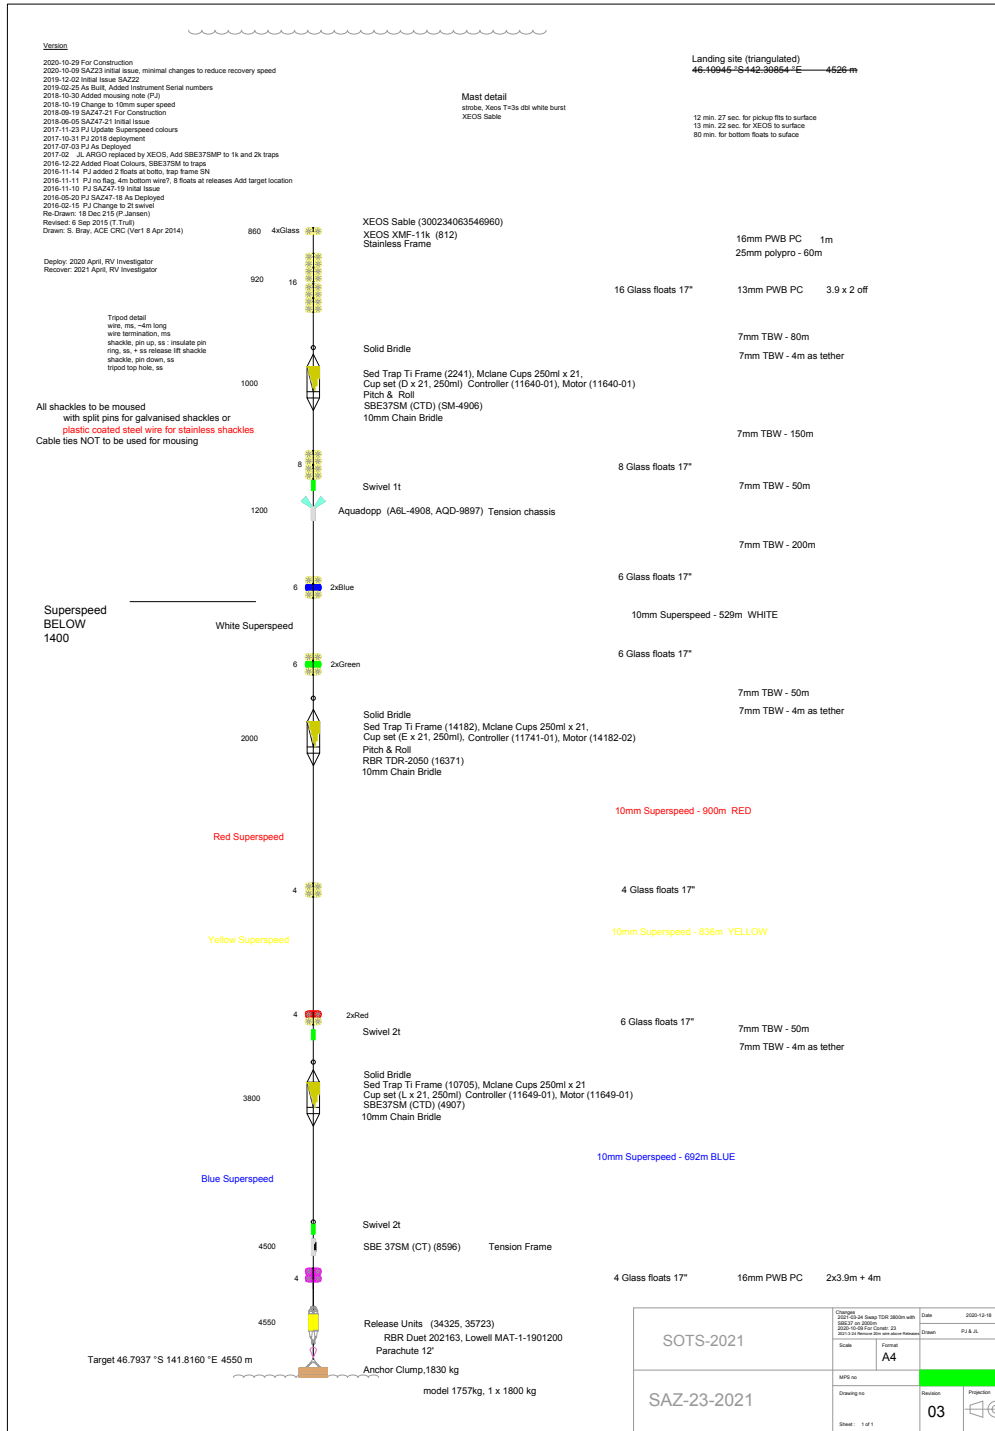 Version
2020-10-29 For Construction
2020-10-09 SAZ23 initial issue, minimal changes to reduce recovery speed
2019-12-02 Initial Issue SAZ22
2019-02-25 As Built, Added Instrument Serial numbers
2018-10-30 Added mousing note (PJ)
2018-10-19 Change to 10mm super speed
2018-09-19 SAZ47-21 For Construction
2018-06-05 SAZ47-21 Initial Issue
2017-11-23 PJ Update Superspeed colours
2017-10-31 PJ 2018 deployment
2017-07-03 PJ As Deployed
2017-02 JL ARGO replaced by XEOS, Add SBE37SMP to 1k and 2k traps
2016-12-22 Added Float Colours, SBE37SM to traps
2016-11-14 PJ added 2 floats at botto, trap frame SN
2016-11-11 PJ no flag, 4m bottom wire?, 8 floats at releases Add target location
2016-11-10 PJ SAZ47-19 Inital Issue
2016-05-20 PJ SAZ47-18 As Deployed
2016-02-15 PJ Change to 2t swivel
Re-Drawn: 18 Dec 215 (P.Jansen)
Revised: 6 Sep 2015 (T.Trull)
Drawn: S. Bray, ACE CRC (Ver1 8 Apr 2014)
Deploy: 2020 April, RV Investigator
Recover: 2021 April, RV Investigator
Landing site (triangulated)
46.10945 °S 142.30854 °E 4526 m
Mast detail
strobe, Xeos T=3s dbl white burst
XEOS Sable
12 min. 27 sec. for pickup flts to surface
13 min. 22 sec. for XEOS to surface
80 min. for bottom floats to suface
860 4xGlass
XEOS Sable (300234063546960)
XEOS XMF-11k (812)
Stainless Frame
16mm PWB PC 1m
25mm polypro - 60m
920 16
16 Glass floats 17" 13mm PWB PC 3.9 x 2 off
Tripod detail
wire, ms, ~4m long
wire termination, ms
shackle, pin up, ss : insulate pin
ring, ss, + ss release lift shackle
shackle, pin down, ss
tripod top hole, ss
7mm TBW - 80m
Solid Bridle
7mm TBW - 4m as tether
1000
Sed Trap Ti Frame (2241), Mclane Cups 250ml x 21,
Cup set (D x 21, 250ml) Controller (11640-01), Motor (11640-01)
Pitch & Roll
SBE37SM (CTD) (SM-4906)
10mm Chain Bridle
All shackles to be moused
with split pins for galvanised shackles or
plastic coated steel wire for stainless shackles
Cable ties NOT to be used for mousing
7mm TBW - 150m
8
8 Glass floats 17"
Swivel 1t
7mm TBW - 50m
1200
Aquadopp (A6L-4908, AQD-9897) Tension chassis
7mm TBW - 200m
6 2xBlue
6 Glass floats 17"
Superspeed
BELOW
1400
White Superspeed
10mm Superspeed - 529m WHITE
6 2xGreen
6 Glass floats 17"
7mm TBW - 50m
Solid Bridle
7mm TBW - 4m as tether
2000
Sed Trap Ti Frame (14182), Mclane Cups 250ml x 21,
Cup set (E x 21, 250ml), Controller (11741-01), Motor (14182-02)
Pitch & Roll
RBR TDR-2050 (16371)
10mm Chain Bridle
10mm Superspeed - 900m RED
Red Superspeed
4
4 Glass floats 17"
Yellow Superspeed
10mm Superspeed - 836m YELLOW
4 2xRed
6 Glass floats 17"
Swivel 2t
7mm TBW - 50m
7mm TBW - 4m as tether
Solid Bridle
3800
Sed Trap Ti Frame (10705), Mclane Cups 250ml x 21
Cup set (L x 21, 250ml) Controller (11649-01), Motor (11649-01)
SBE37SM (CTD) (4907)
10mm Chain Bridle
10mm Superspeed - 692m BLUE
Blue Superspeed
Swivel 2t
4500
SBE 37SM (CT) (8596) Tension Frame
4
4 Glass floats 17" 16mm PWB PC 2x3.9m + 4m
4550
Release Units (34325, 35723)
RBR Duet 202163, Lowell MAT-1-1901200
Parachute 12'
Target 46.7937 °S 141.8160 °E 4550 m
Anchor Clump,1830 kg
model 1757kg, 1 x 1800 kg
SOTS-2021
SAZ-23-2021
Changes
2021-03-24 Swap TDR 3800m with
SBE37 on 2000m
2020-10-09 For Constr. 23
Date 2020-12-18
Drawn PJ & JL
Scale
Format
A4
MPS no
Drawing no
Revision
03
Projection
Sheet : 1 of 1